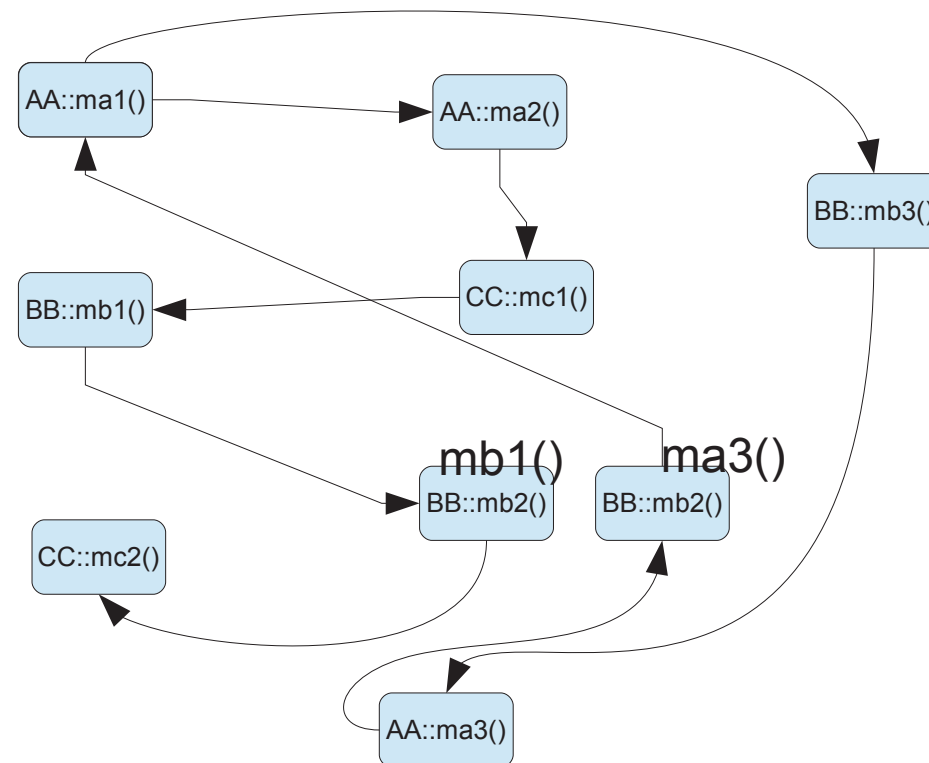 AA::ma1()
AA::ma2()
BB::mb3()
CC::mc1()
BB::mb1()
mb1()
ma3()
BB::mb2()
BB::mb2()
CC::mc2()
AA::ma3()